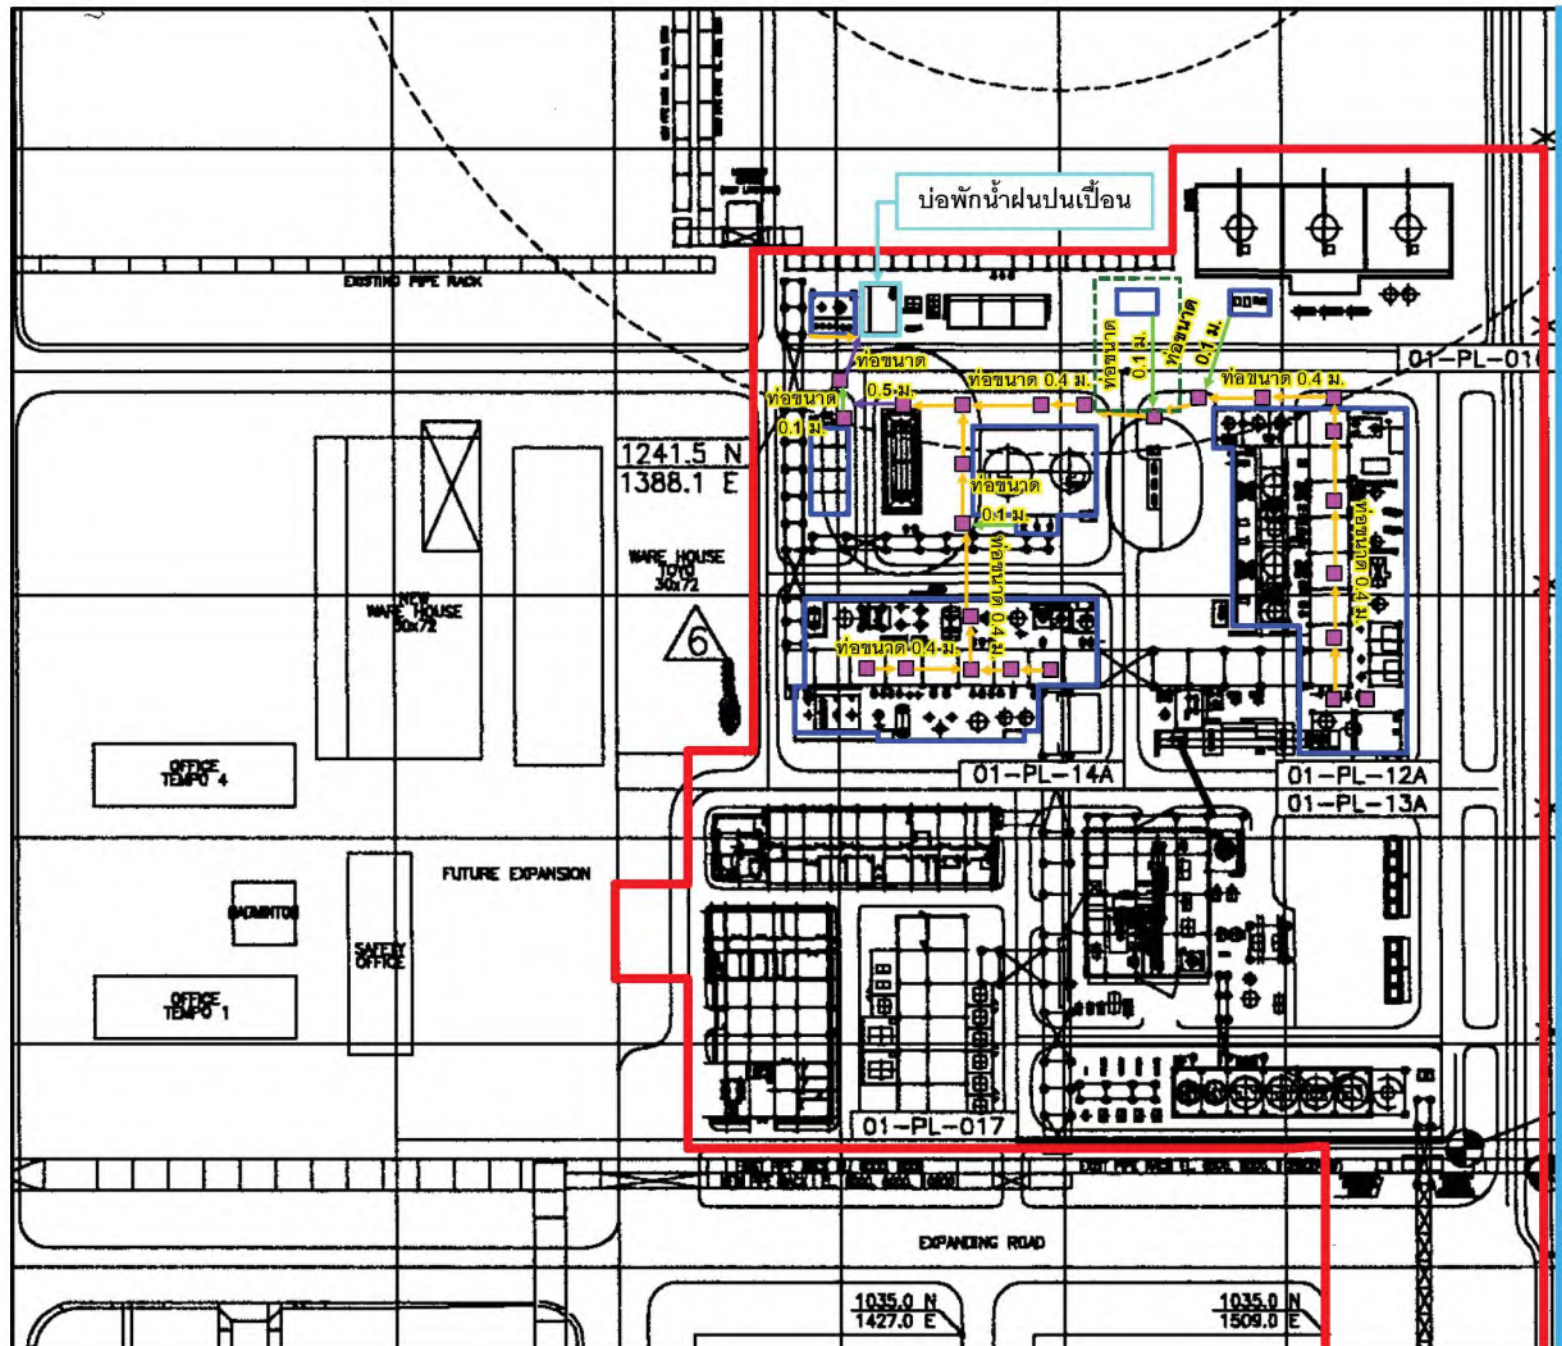 บ่อพักน้ำฝนปนเปื้อน
EXISTING PIPE RACK
ท่อขนาด
0.1 ม.
ท่อขนาด
0.1 ม.
01-PL-016
ท่อขนาด
0.5 ม.
ท่อขนาด 0.4 ม.
ท่อขนาด 0.4 ม.
ท่อขนาด
0.1 ม.
1241.5 N
1388.1 E
ท่อขนาด
0.1 ม.
ท่อขนาด 0.4 ม.
ท่อขนาด 0.4 ม.
WARE HOUSE
TOYO
30x72
NEW
WARE HOUSE
50x72
6
ท่อขนาด 0.4 ม.
OFFICE
TEMPO 4
01-PL-14A
01-PL-12A
01-PL-13A
FUTURE EXPANSION
BADMINTON
SAFETY
OFFICE
OFFICE
TEMPO 1
01-PL-017
EXPANDING ROAD
1035.0 N
1427.0 E
1035.0 N
1509.0 E